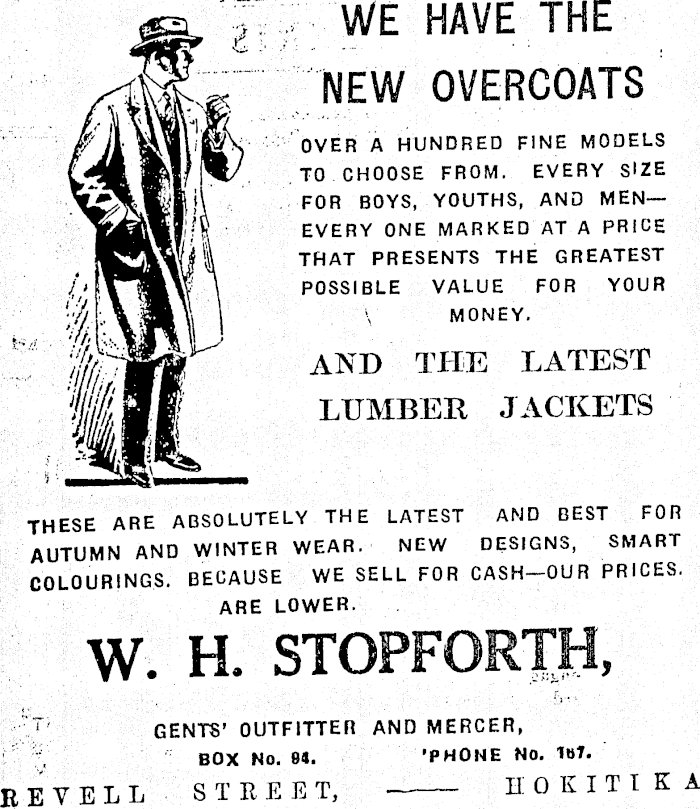 WE HAVE THE
NEW OVERCOATS
OVER A HUNDRED FINE MODELS
TO CHOOSE FROM. EVERY SIZE
FOR BOYS, YOUTHS, AND MEN—
EVERY ONE MARKED AT A PRICE
THAT PRESENTS THE GREATEST
POSSIBLE VALUE FOR YOUR
MONEY.
AND THE LATEST
LUMBER JACKETS
THESE ARE ABSOLUTELY THE LATEST AND BEST FOR
AUTUMN AND WINTER WEAR. NEW DESIGNS, SMART
COLOURINGS. BECAUSE WE SELL FOR CASH—OUR PRICES.
ARE LOWER.
W. H. STOPFORTH,
GENTS' OUTFITTER AND MERCER,
BOX No. 94. 'PHONE No. 167.
REVELL STREET, —— HOKITIKA